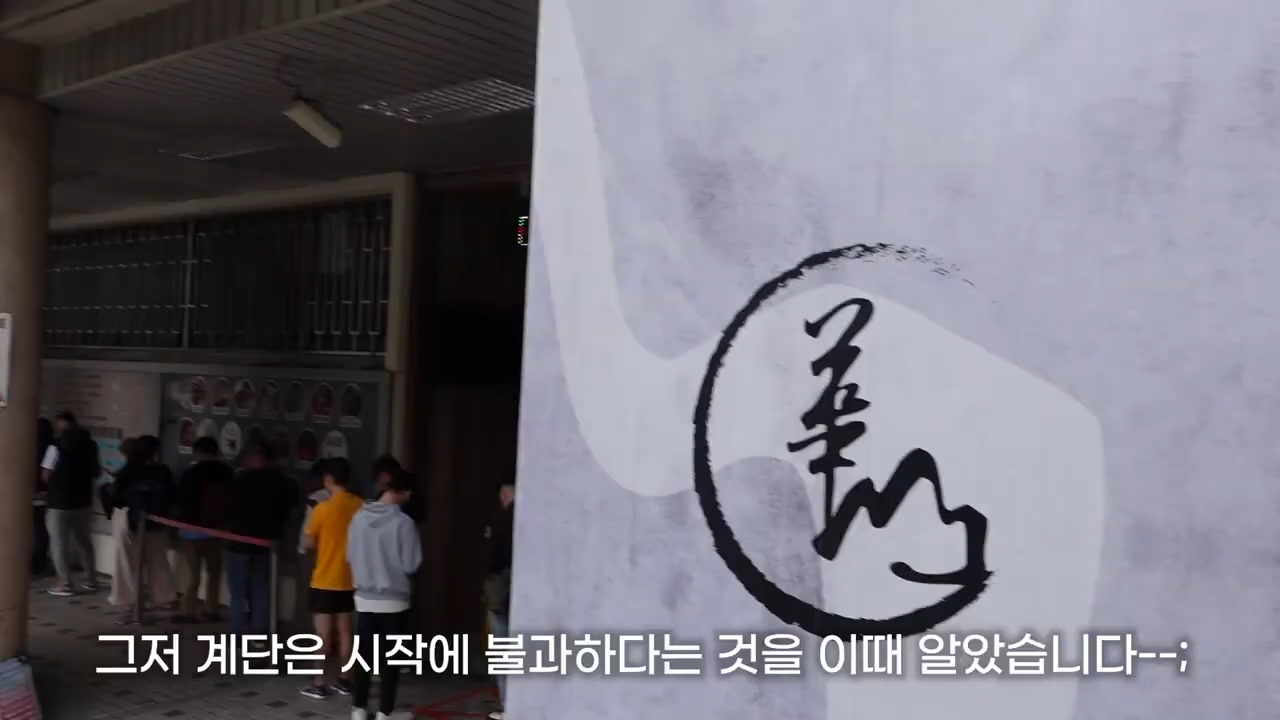 華山
그저 계단은 시작에 불과하다는 것을 이때 알았습니다--;